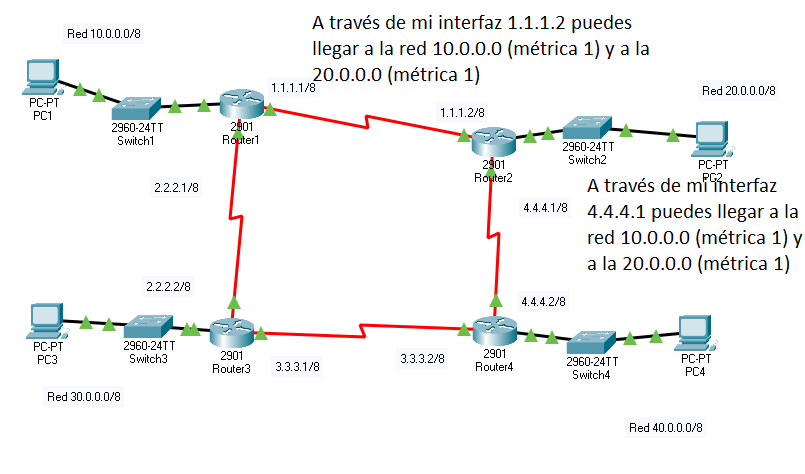 A través de mi interfaz 1.1.1.2 puedes
llegar a la red 10.0.0.0 (métrica 1) y a la
20.0.0.0 (métrica 1)
Red 10.0.0.0/8
PC-PT
PC1
2960-24TT
Switch1
2901
Router1
1.1.1.1/8
1.1.1.2/8
2901
Router2
2960-24TT
Switch2
Red 20.0.0.0/8
PC-PT
PC2
A través de mi interfaz
4.4.4.1 puedes llegar a la
red 10.0.0.0 (métrica 1) y
a la 20.0.0.0 (métrica 1)
2.2.2.1/8
4.4.4.1/8
2.2.2.2/8
4.4.4.2/8
PC-PT
PC3
2960-24TT
Switch3
2901
Router3
3.3.3.1/8
3.3.3.2/8
2901
Router4
2960-24TT
Switch4
PC-PT
PC4
Red 30.0.0.0/8
Red 40.0.0.0/8